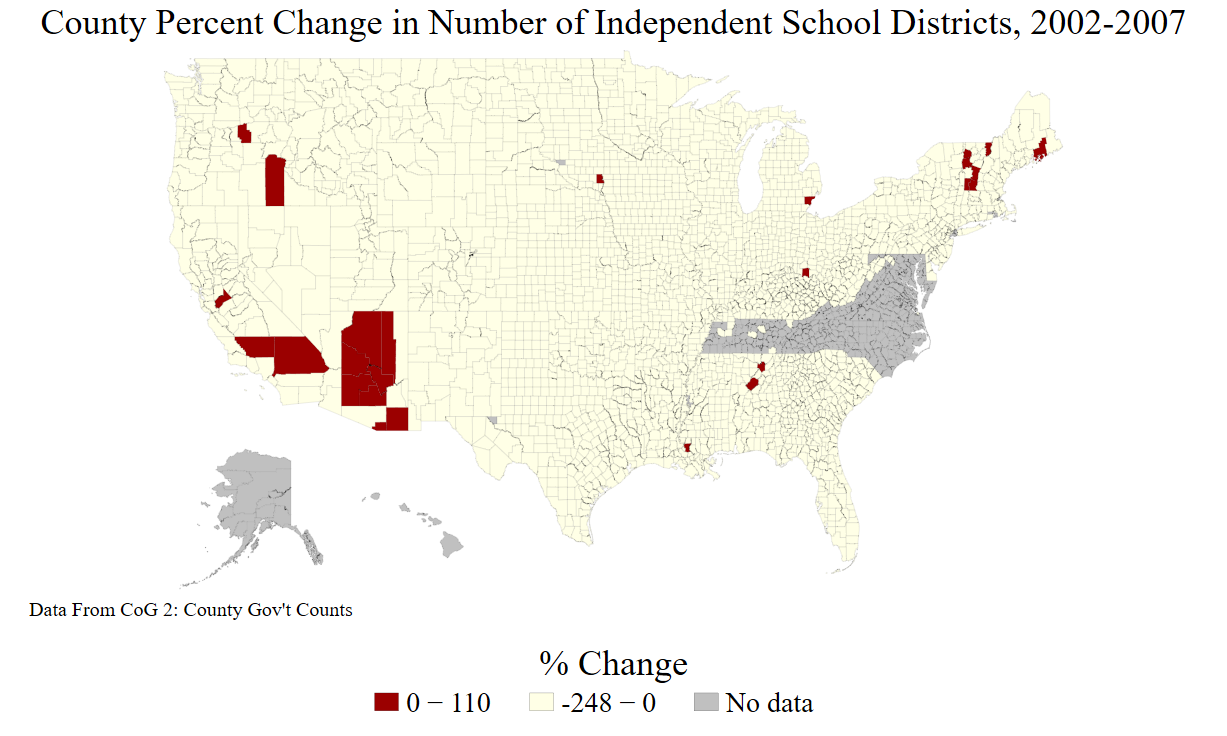 County Percent Change in Number of Independent School Districts, 2002-2007
Data From CoG 2: County Gov't Counts
% Change
0 − 110
-248 − 0
No data